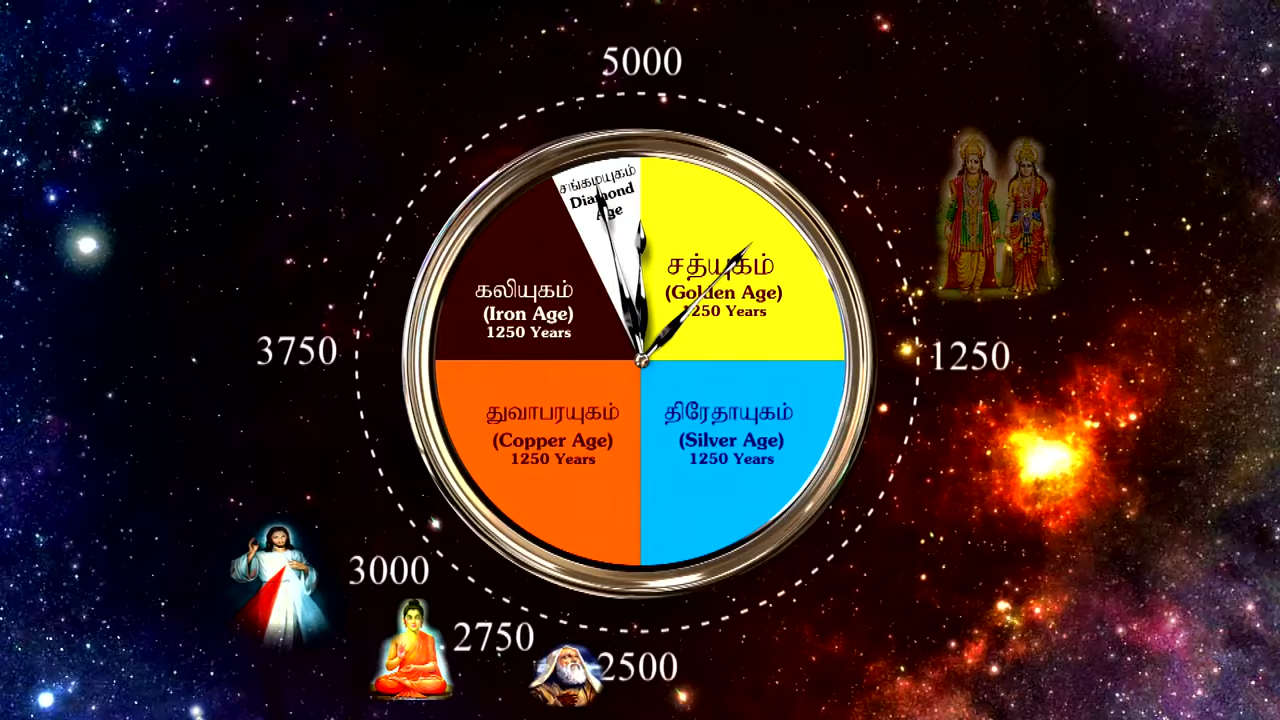 5000
சங்கமயுகம்
Diamond
Age
சத்யுகம்
(Golden Age)
1250 Years
கலியுகம்
(Iron Age)
1250 Years
3750
1250
துவாபரயுகம்
(Copper Age)
1250 Years
திரேதாயுகம்
(Silver Age)
1250 Years
3000
2750
2500